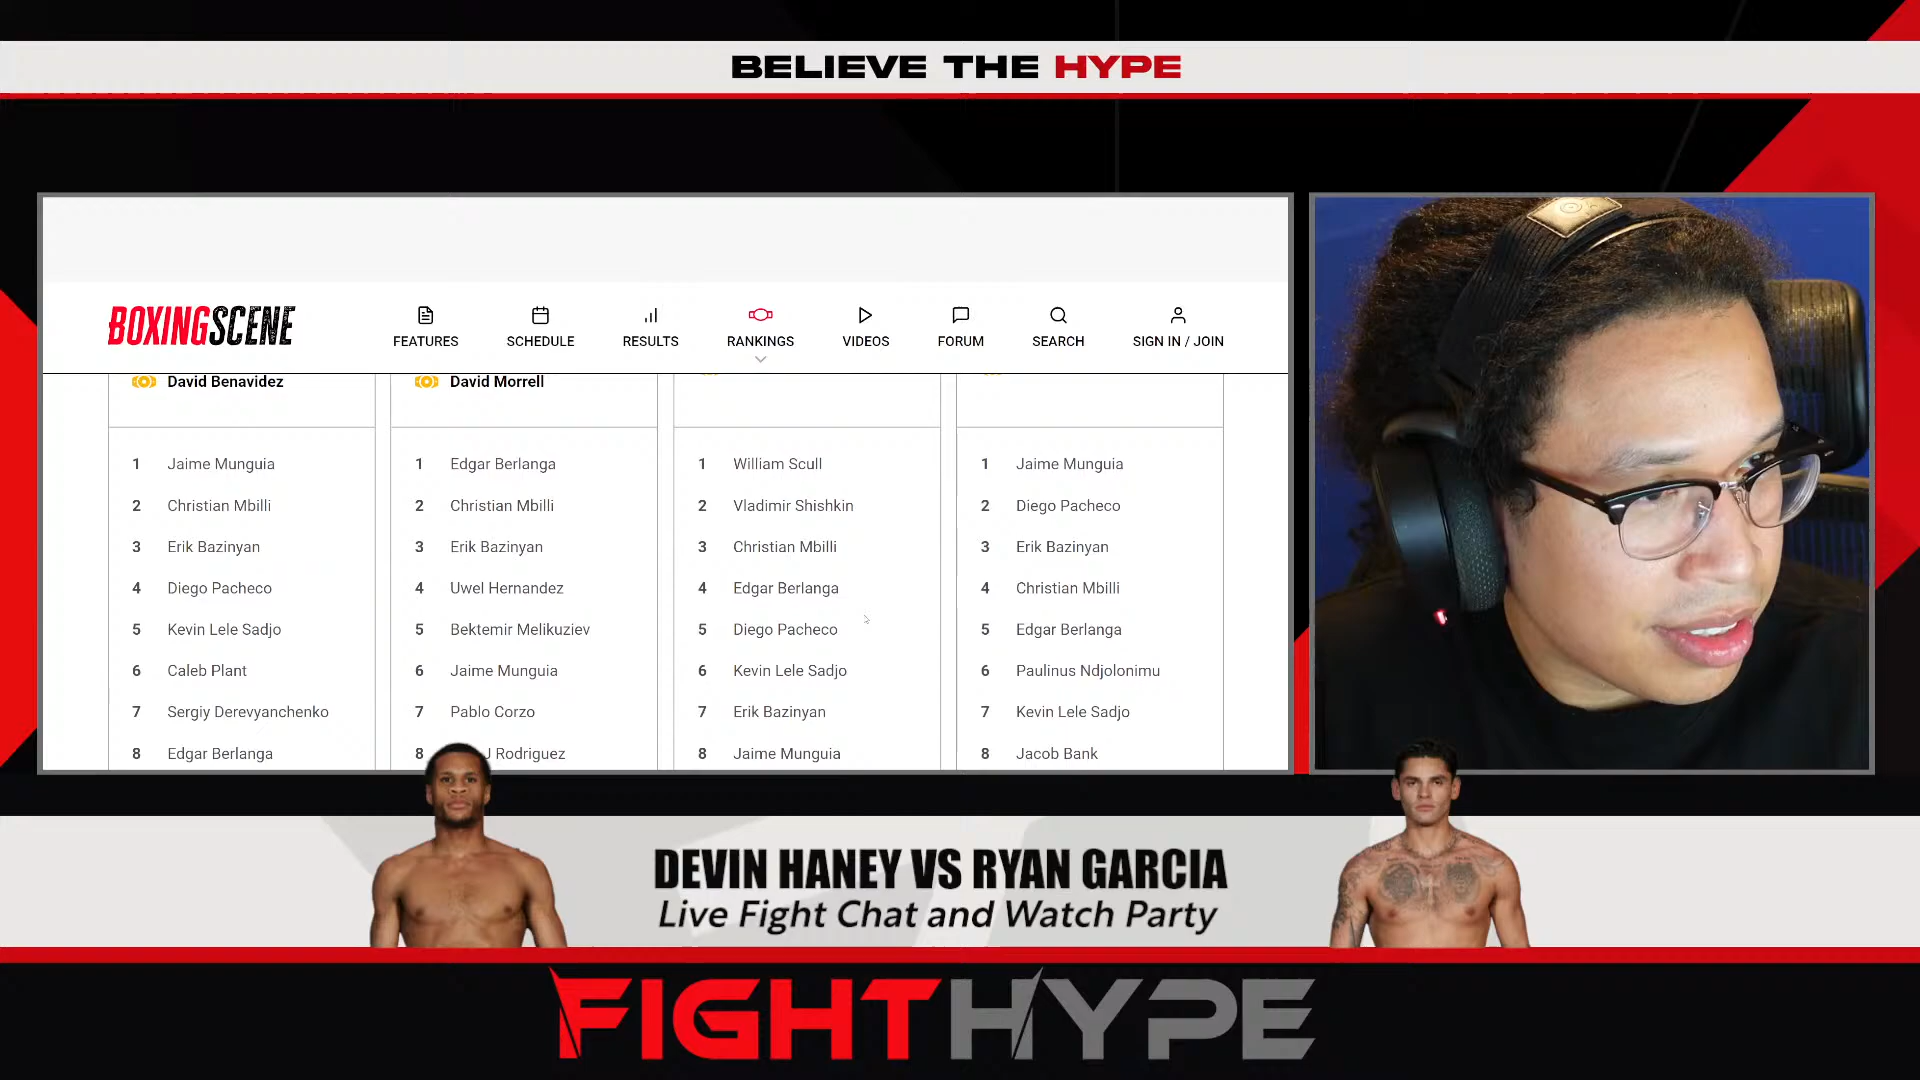 BELIEVE THE HYPE
BOXINGSCENE
FEATURES
SCHEDULE
RESULTS
RANKINGS
VIDEOS
FORUM
SEARCH
SIGN IN / JOIN
David Benavidez
1 Jaime Munguia
2 Christian Mbilli
3 Erik Bazinyan
4 Diego Pacheco
5 Kevin Lele Sadjo
6 Caleb Plant
7 Sergiy Derevyanchenko
8 Edgar Berlanga
David Morrell
1 Edgar Berlanga
2 Christian Mbilli
3 Erik Bazinyan
4 Uwel Hernandez
5 Bektemir Melikuziev
6 Jaime Munguia
7 Pablo Corzo
8 J Rodriguez
1 William Scull
2 Vladimir Shishkin
3 Christian Mbilli
4 Edgar Berlanga
5 Diego Pacheco
6 Kevin Lele Sadjo
7 Erik Bazinyan
8 Jaime Munguia
1 Jaime Munguia
2 Diego Pacheco
3 Erik Bazinyan
4 Christian Mbilli
5 Edgar Berlanga
6 Paulinus Ndjolonimu
7 Kevin Lele Sadjo
8 Jacob Bank
DEVIN HANEY VS RYAN GARCIA
Live Fight Chat and Watch Party
FIGHTHYPE